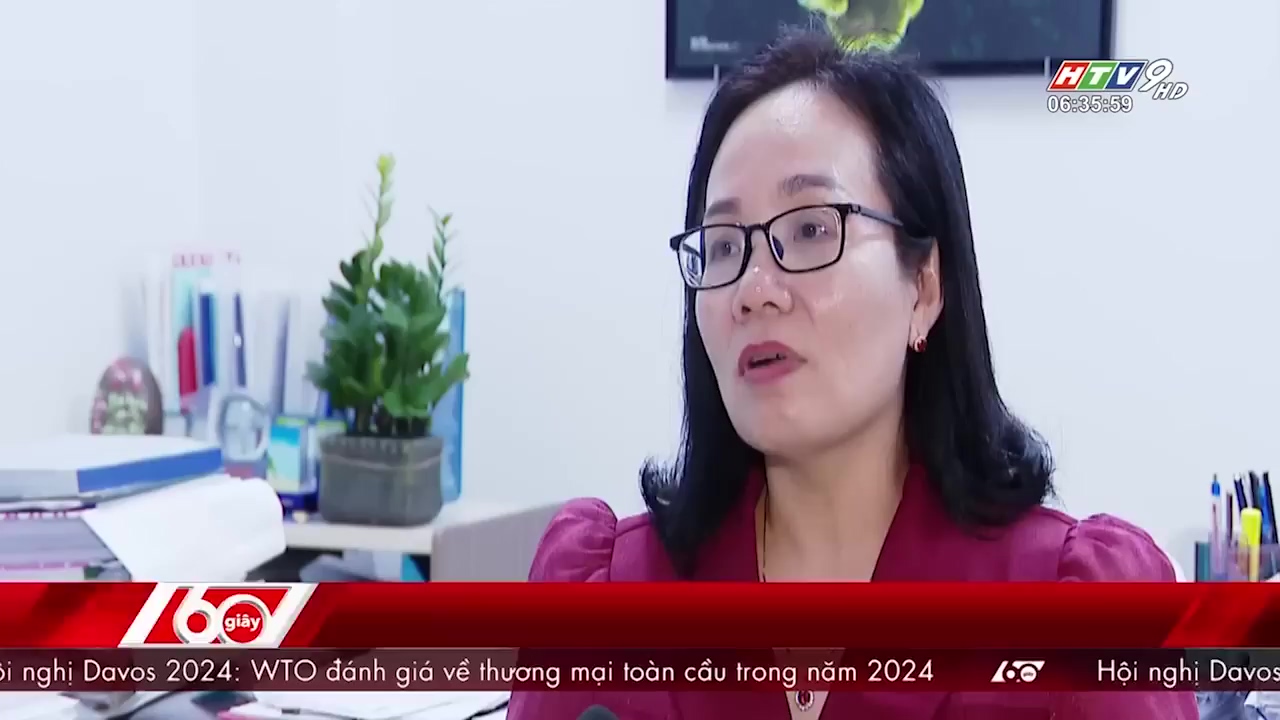 HTV9HD
06:35:59
60 giây
ội nghị Davos 2024: WTO đánh giá về thương mại toàn cầu trong năm 2024 60 Hội nghị Davos